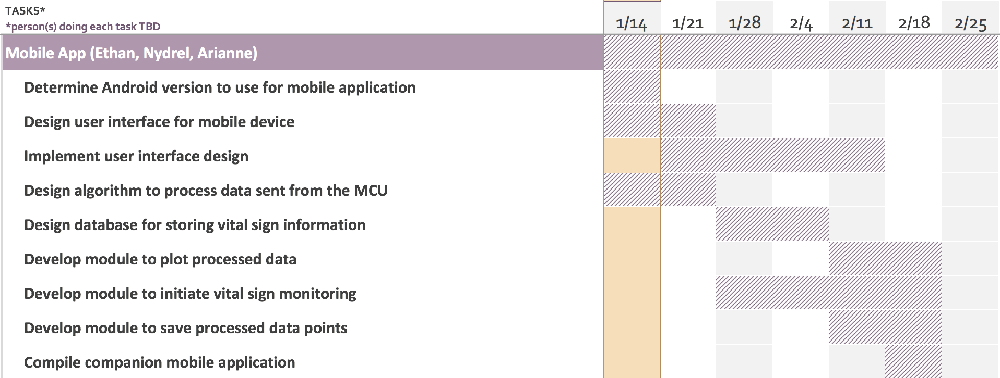 TASKS*
*person(s) doing each task TBD
1/14 1/21 1/28 2/4 2/11 2/18 2/25
Mobile App (Ethan, Nydrel, Arianne)
Determine Android version to use for mobile application
Design user interface for mobile device
Implement user interface design
Design algorithm to process data sent from the MCU
Design database for storing vital sign information
Develop module to plot processed data
Develop module to initiate vital sign monitoring
Develop module to save processed data points
Compile companion mobile application